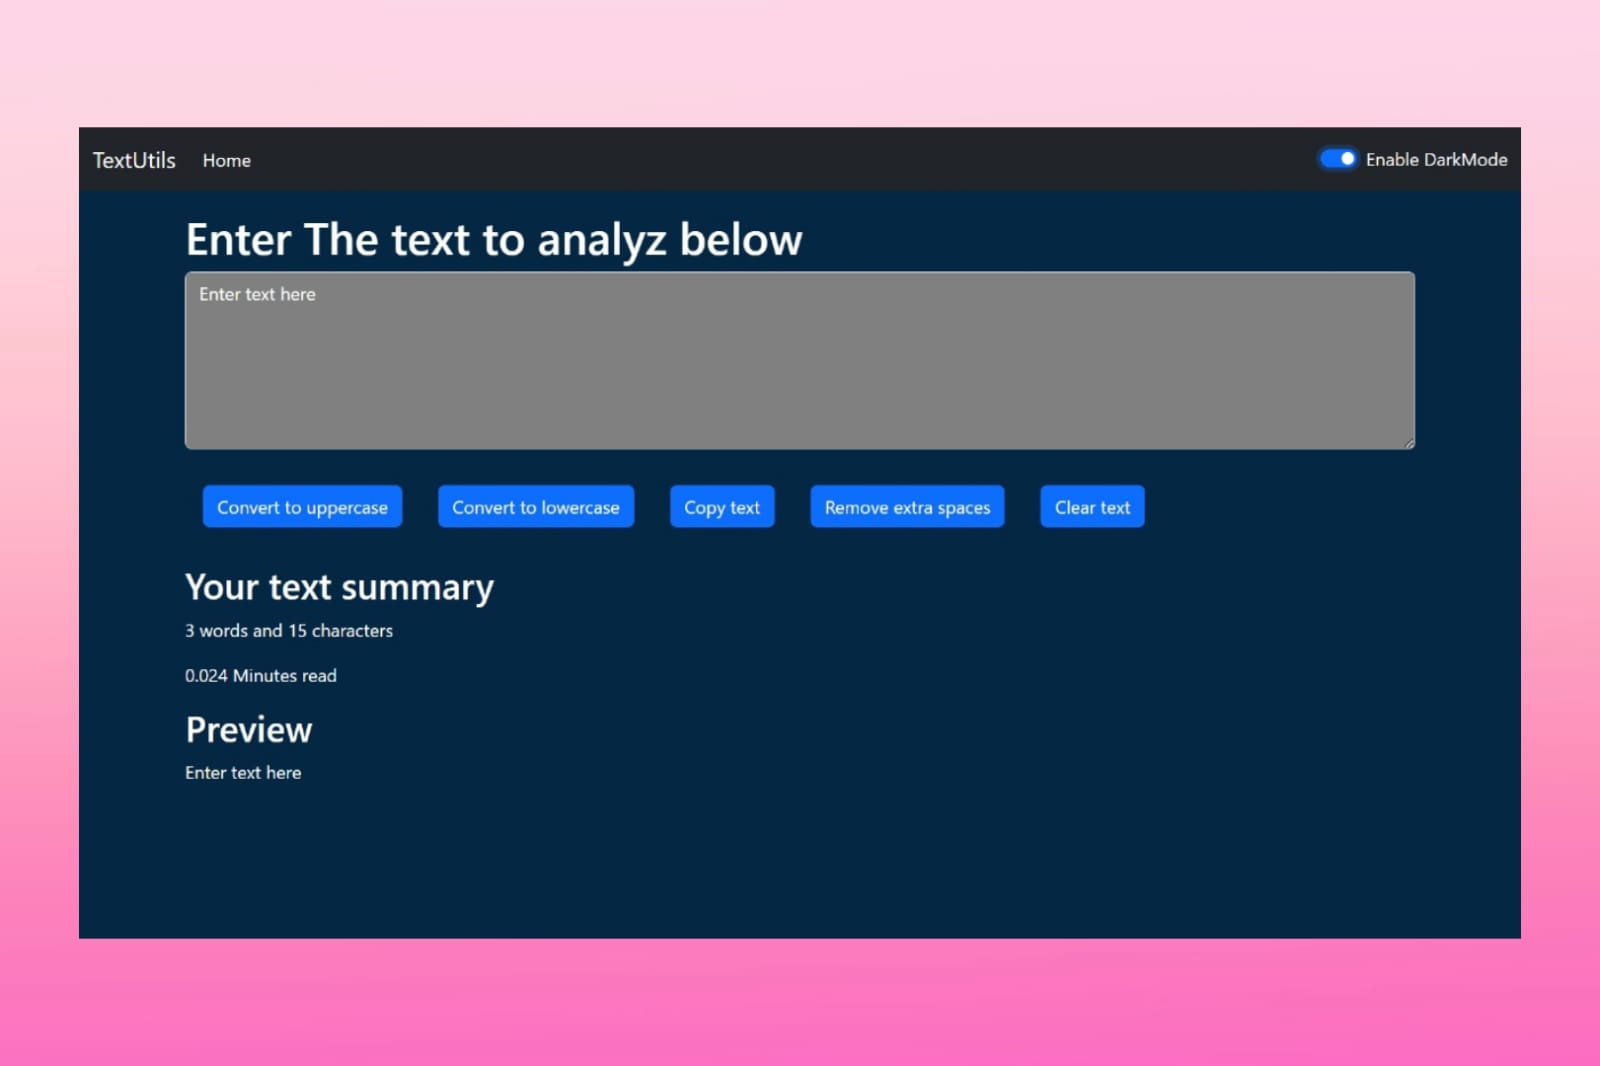 TextUtils Home Enable DarkMode
Enter The text to analyz below
Enter text here
Convert to uppercase Convert to lowercase Copy text Remove extra spaces Clear text
Your text summary
3 words and 15 characters
0.024 Minutes read
Preview
Enter text here